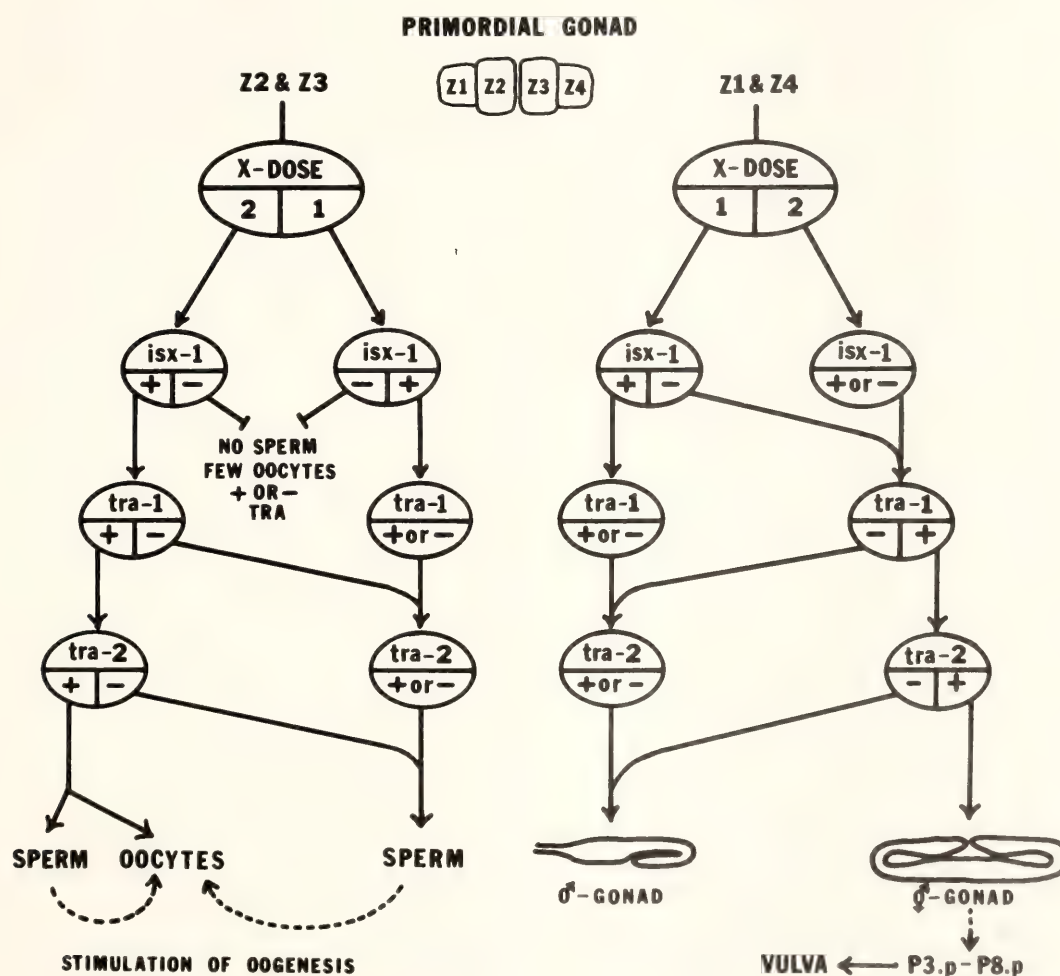 PRIMORDIAL GONAD
Z1 Z2 Z3 Z4
Z2 & Z3
X-DOSE
2 1
isx-1
+ -
isx-1
- +
NO SPERM
FEW OOCYTES
+ OR -
TRA
tra-1
+ -
tra-1
+ or -
tra-2
+ -
tra-2
+ or -
SPERM OOCYTES
SPERM
STIMULATION OF OOGENESIS
Z1 & Z4
X-DOSE
1 2
isx-1
+ -
isx-1
+ or -
tra-1
+ or -
tra-1
- +
tra-2
+ or -
tra-2
- +
♂-GONAD
⚥-GONAD
VULVA ← P3.p - P8.p